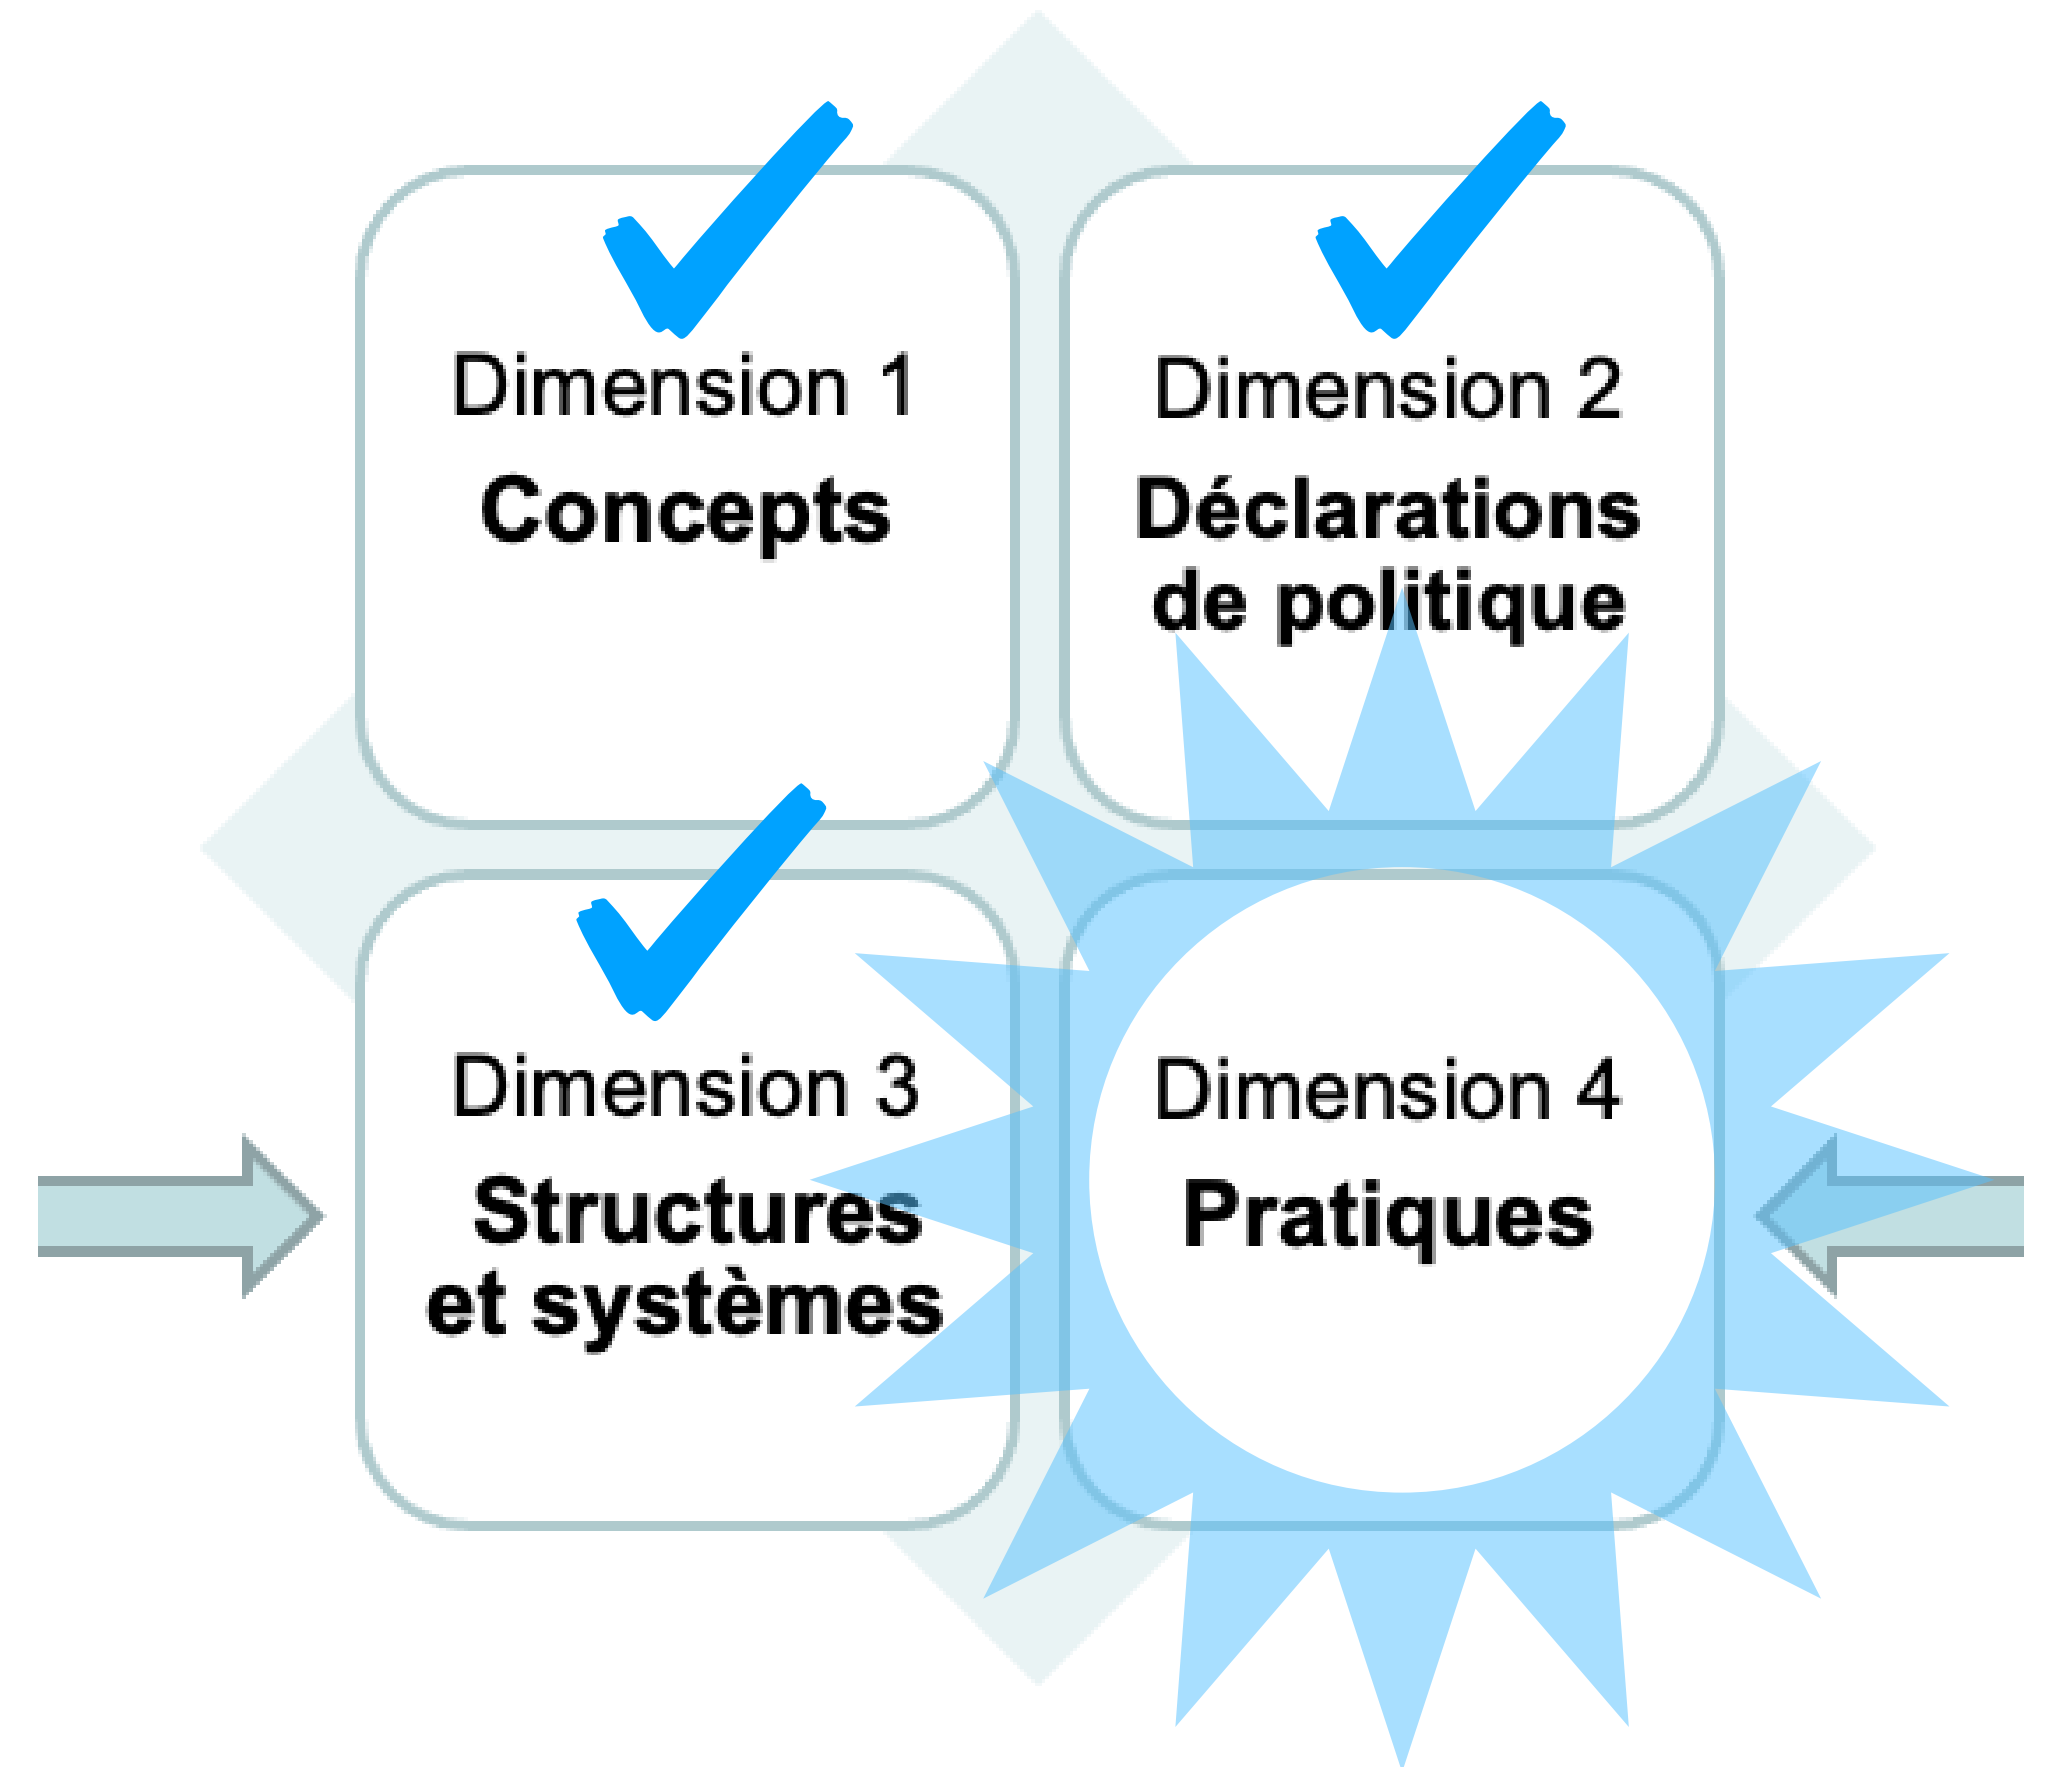 Dimension 1
Concepts
Dimension 2
Déclarations
de politique
Dimension 3
Structures
et systèmes
Dimension 4
Pratiques